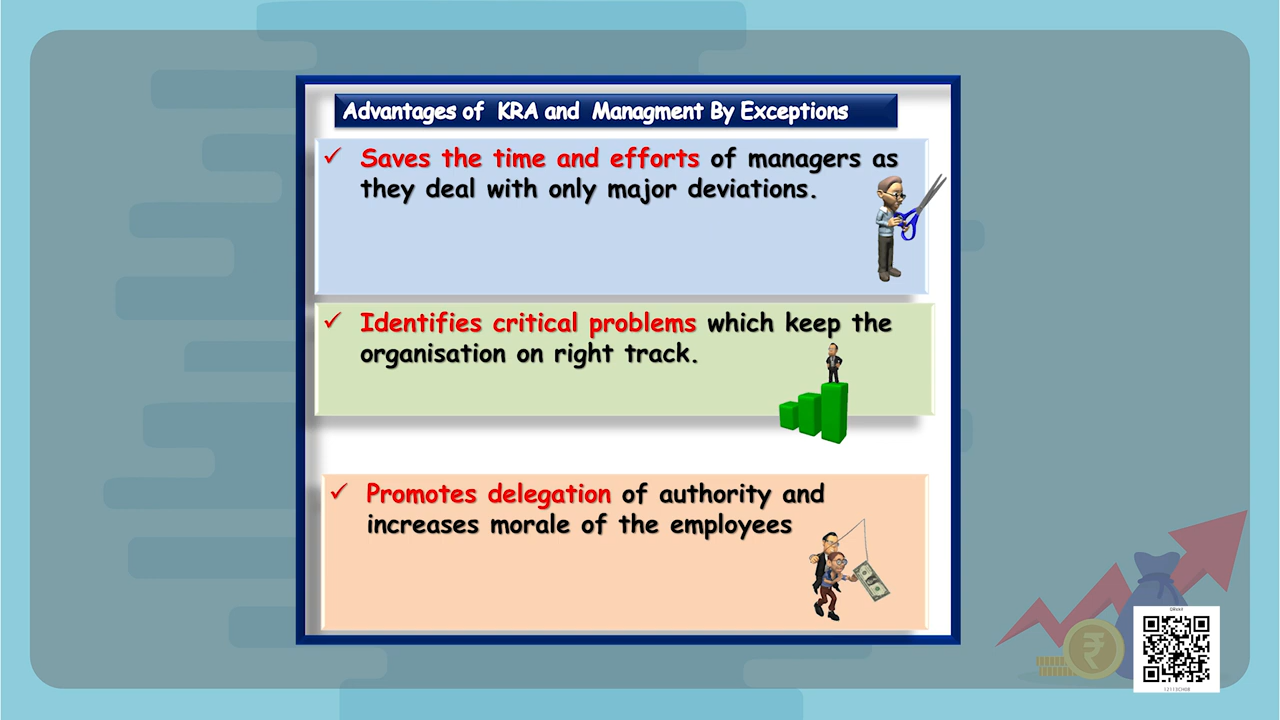 Advantages of KRA and Managment By Exceptions
✓ Saves the time and efforts of managers as
they deal with only major deviations.
✓ Identifies critical problems which keep the
organisation on right track.
✓ Promotes delegation of authority and
increases morale of the employees
₹
12113CH08